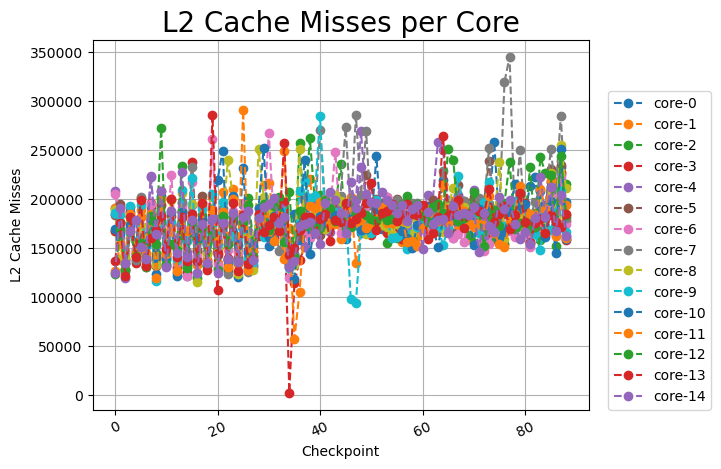 L2 Cache Misses per Core
L2 Cache Misses
350000
300000
250000
200000
150000
100000
50000
0
0
20
40
60
80
Checkpoint
core-0
core-1
core-2
core-3
core-4
core-5
core-6
core-7
core-8
core-9
core-10
core-11
core-12
core-13
core-14